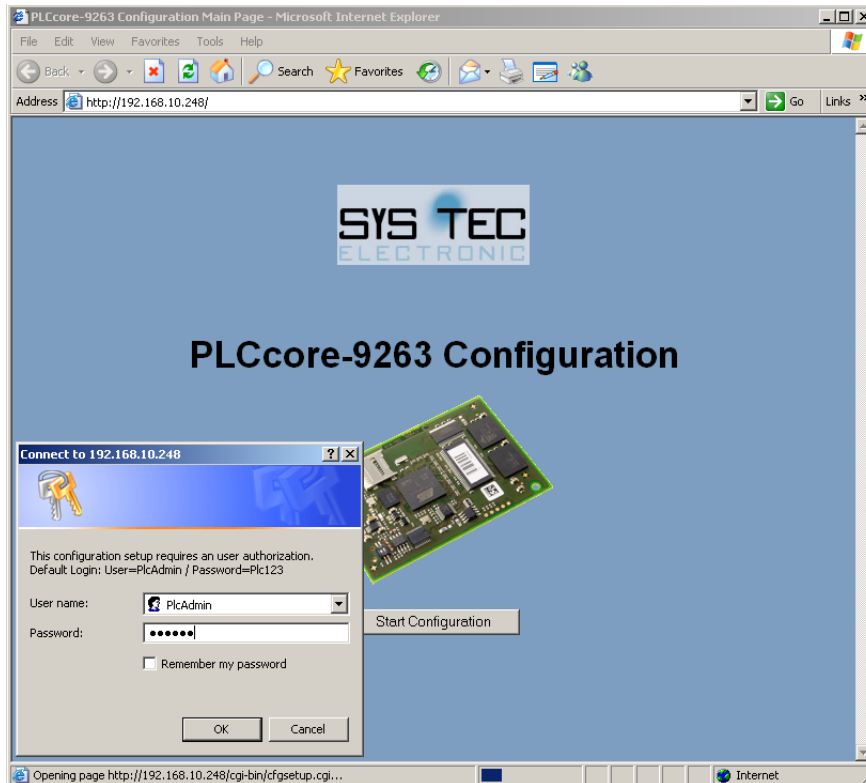 PLCcore-9263 Configuration Main Page - Microsoft Internet Explorer
File Edit View Favorites Tools Help
Back Search Favorites
Address http://192.168.10.248/ Go Links »
SYS TEC
ELECTRONIC
PLCcore-9263 Configuration
Connect to 192.168.10.248
This configuration setup requires an user authorization.
Default Login: User=PlcAdmin / Password=Plc123
User name: PlcAdmin
Password: ●●●●●●
Remember my password
OK Cancel
Start Configuration
Opening page http://192.168.10.248/cgi-bin/cfgsetup.cgi... Internet